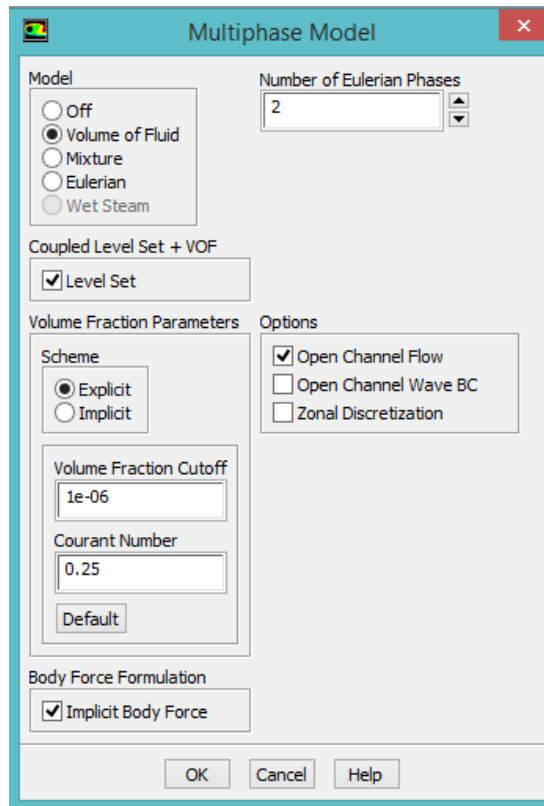 Multiphase Model
Model
Off
Volume of Fluid
Mixture
Eulerian
Wet Steam
Number of Eulerian Phases
2
Coupled Level Set + VOF
Level Set
Volume Fraction Parameters
Scheme
Explicit
Implicit
Volume Fraction Cutoff
1e-06
Courant Number
0.25
Default
Options
Open Channel Flow
Open Channel Wave BC
Zonal Discretization
Body Force Formulation
Implicit Body Force
OK Cancel Help